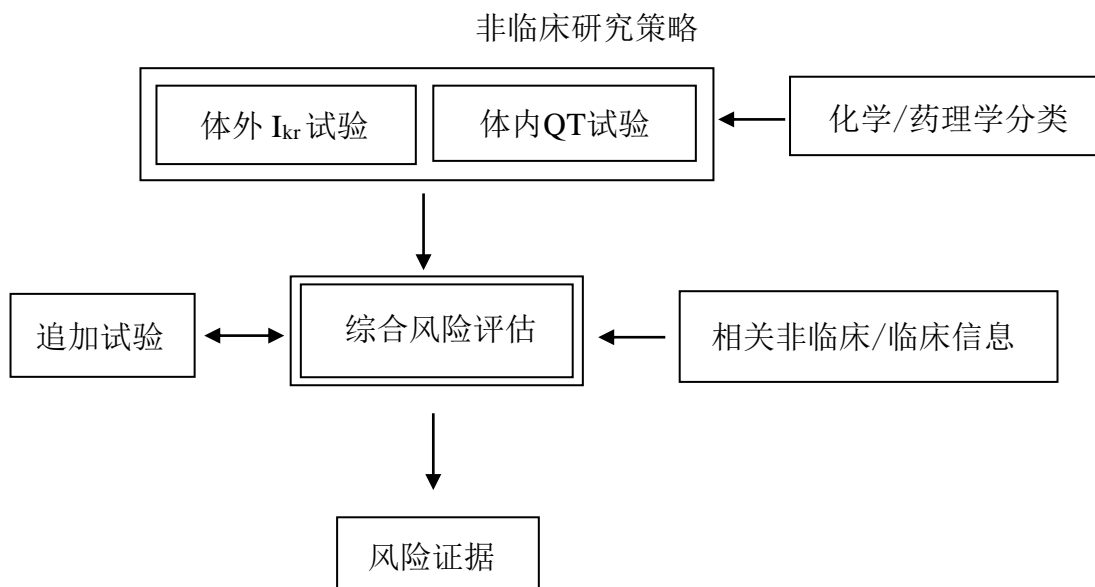 非临床研究策略
体外 Ikr 试验
体内QT试验
化学/药理学分类
追加试验
综合风险评估
相关非临床/临床信息
风险证据